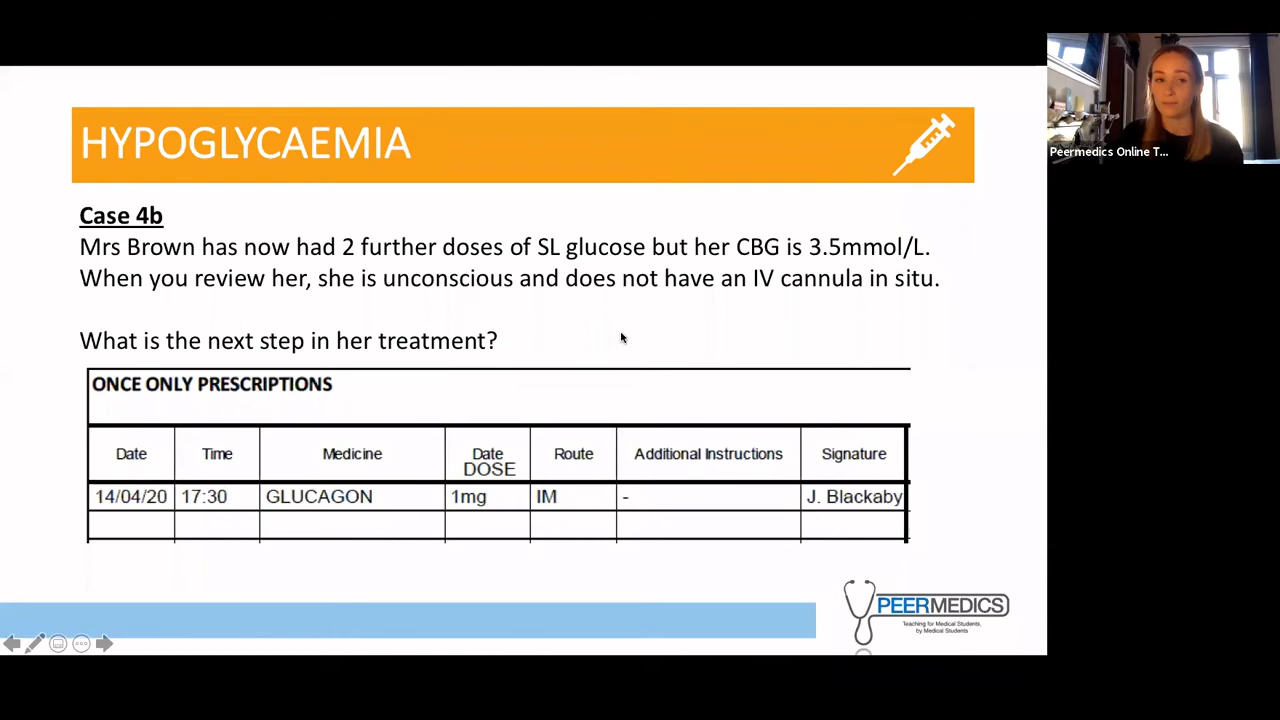 HYPOGLYCAEMIA
Peermedics Online T...
Case 4b
Mrs Brown has now had 2 further doses of SL glucose but her CBG is 3.5mmol/L.
When you review her, she is unconscious and does not have an IV cannula in situ.
What is the next step in her treatment?
ONCE ONLY PRESCRIPTIONS
Date Time Medicine Date DOSE Route Additional Instructions Signature
14/04/20 17:30 GLUCAGON 1mg IM - J. Blackaby
PEERMEDICS
Teaching for Medical Students,
by Medical Students